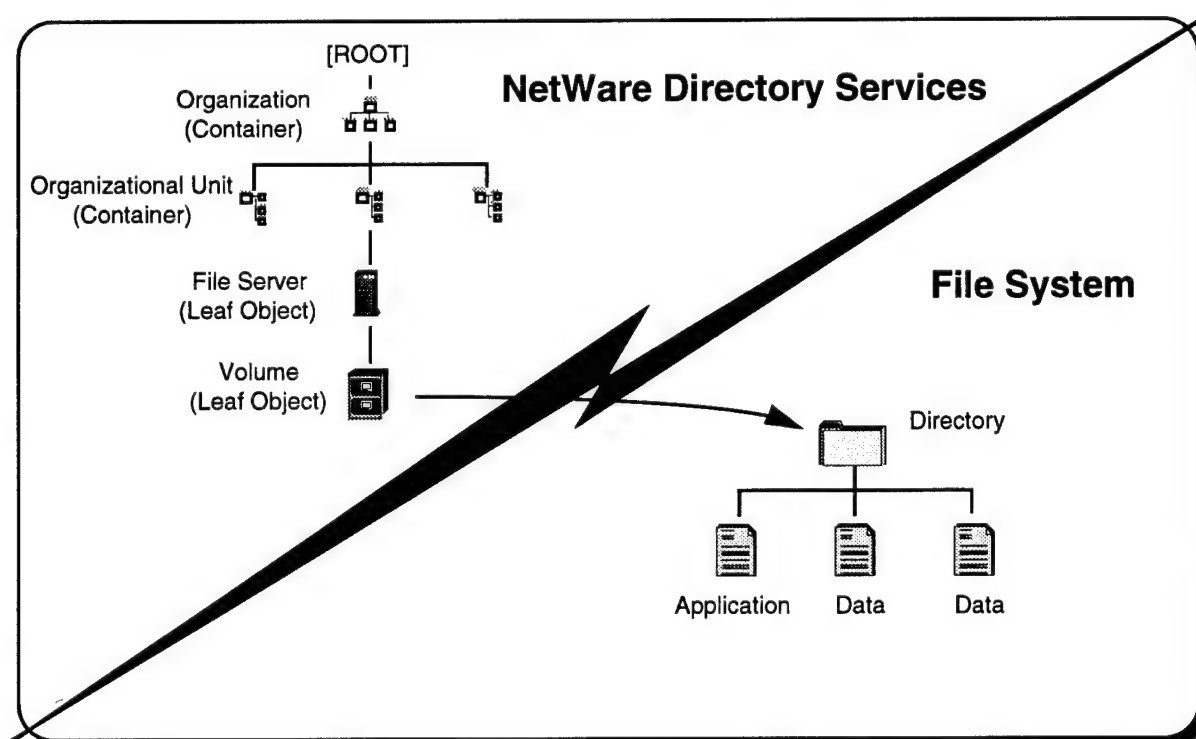 [ROOT]
NetWare Directory Services
Organization
(Container)
Organizational Unit
(Container)
File Server
(Leaf Object)
File System
Volume
(Leaf Object)
Directory
Application
Data
Data